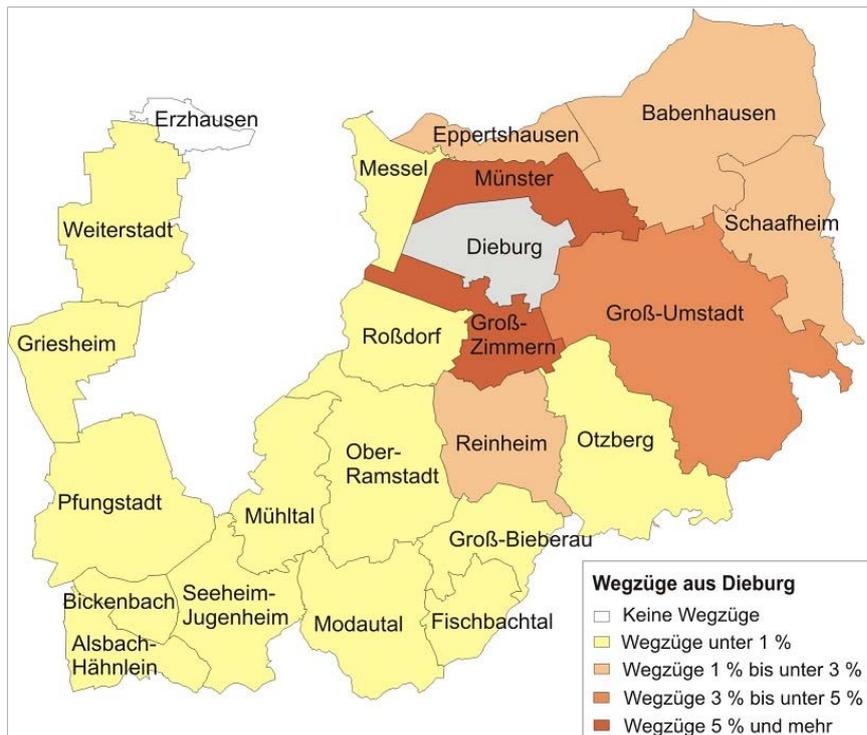 Erzhausen
Babenhausen
Eppertshausen
Messel
Münster
Schaafheim
Weiterstadt
Dieburg
Groß-Umstadt
Griesheim
Roßdorf
Groß-
Zimmern
Otzberg
Reinheim
Ober-
Ramstadt
Pfungstadt
Mühltal
Groß-Bieberau
Bickenbach
Seeheim-
Jugenheim
Modautal
Fischbachtal
Alsbach-
Hähnlein
Wegzüge aus Dieburg
Keine Wegzüge
Wegzüge unter 1 %
Wegzüge 1 % bis unter 3 %
Wegzüge 3 % bis unter 5 %
Wegzüge 5 % und mehr